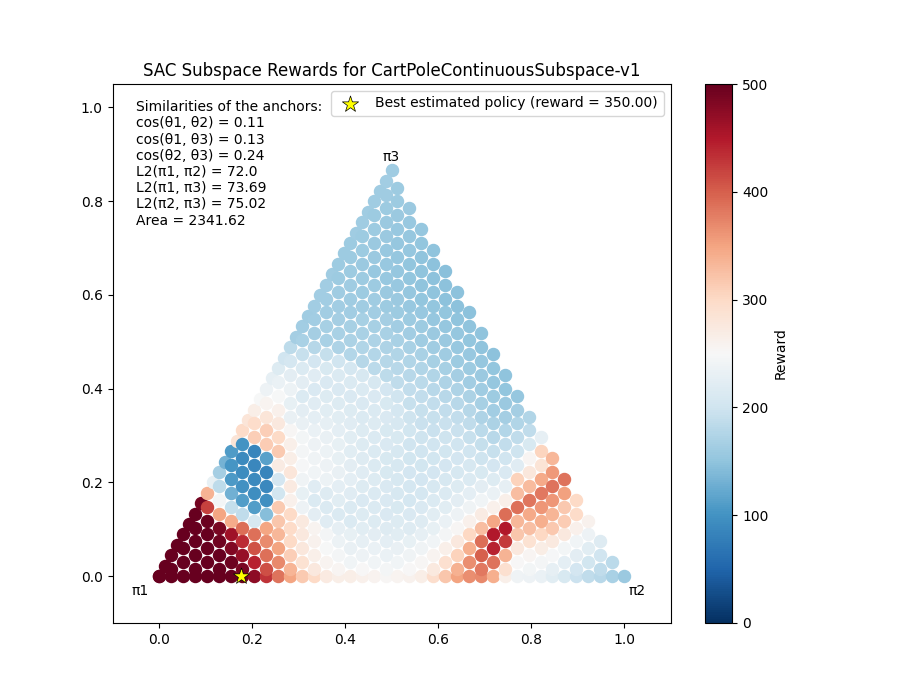 SAC Subspace Rewards for CartPoleContinuousSubspace-v1
Similarities of the anchors:
cos(θ1, θ2) = 0.11
cos(θ1, θ3) = 0.13
cos(θ2, θ3) = 0.24
L2(π1, π2) = 72.0
L2(π1, π3) = 73.69
L2(π2, π3) = 75.02
Area = 2341.62
Best estimated policy (reward = 350.00)
π3
π1
π2
1.0
0.8
0.6
0.4
0.2
0.0
0.0
0.2
0.4
0.6
0.8
1.0
500
400
300
200
100
0
Reward